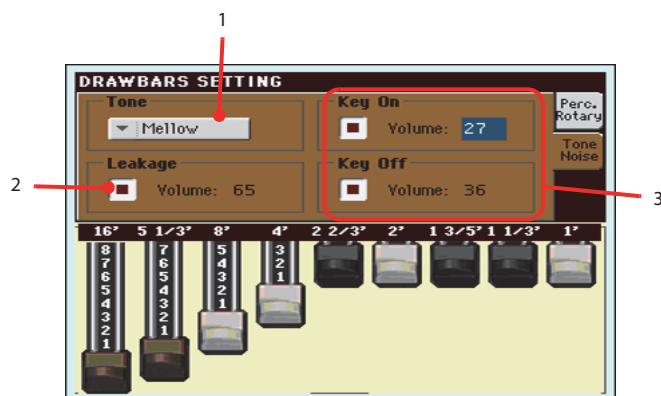 1
DRAWBARS SETTING
Tone
Mellow
Key On
Volume: 27
Perc.
Rotary
Tone
Noise
Leakage
Volume: 65
Key Off
Volume: 36
2
3
16' 5 1/3' 8' 4' 2 2/3' 2' 1 3/5' 1 1/3' 1'
8 7 6 5 4 3 2 1
7 6 5 4 3 2 1
5 4 3 2 1
3 2 1